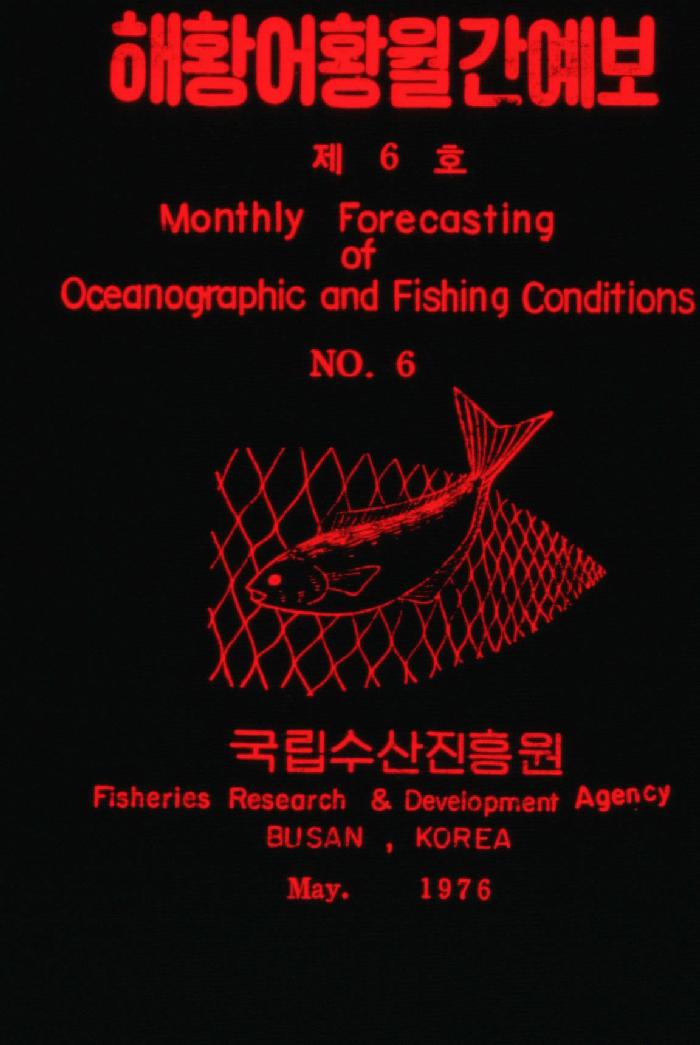 해황어황월간예보
제 6 호
Monthly Forecasting
of
Oceanographic and Fishing Conditions
NO. 6
국립수산진흥원
Fisheries Research & Development Agency
BUSAN , KOREA
May. 1976